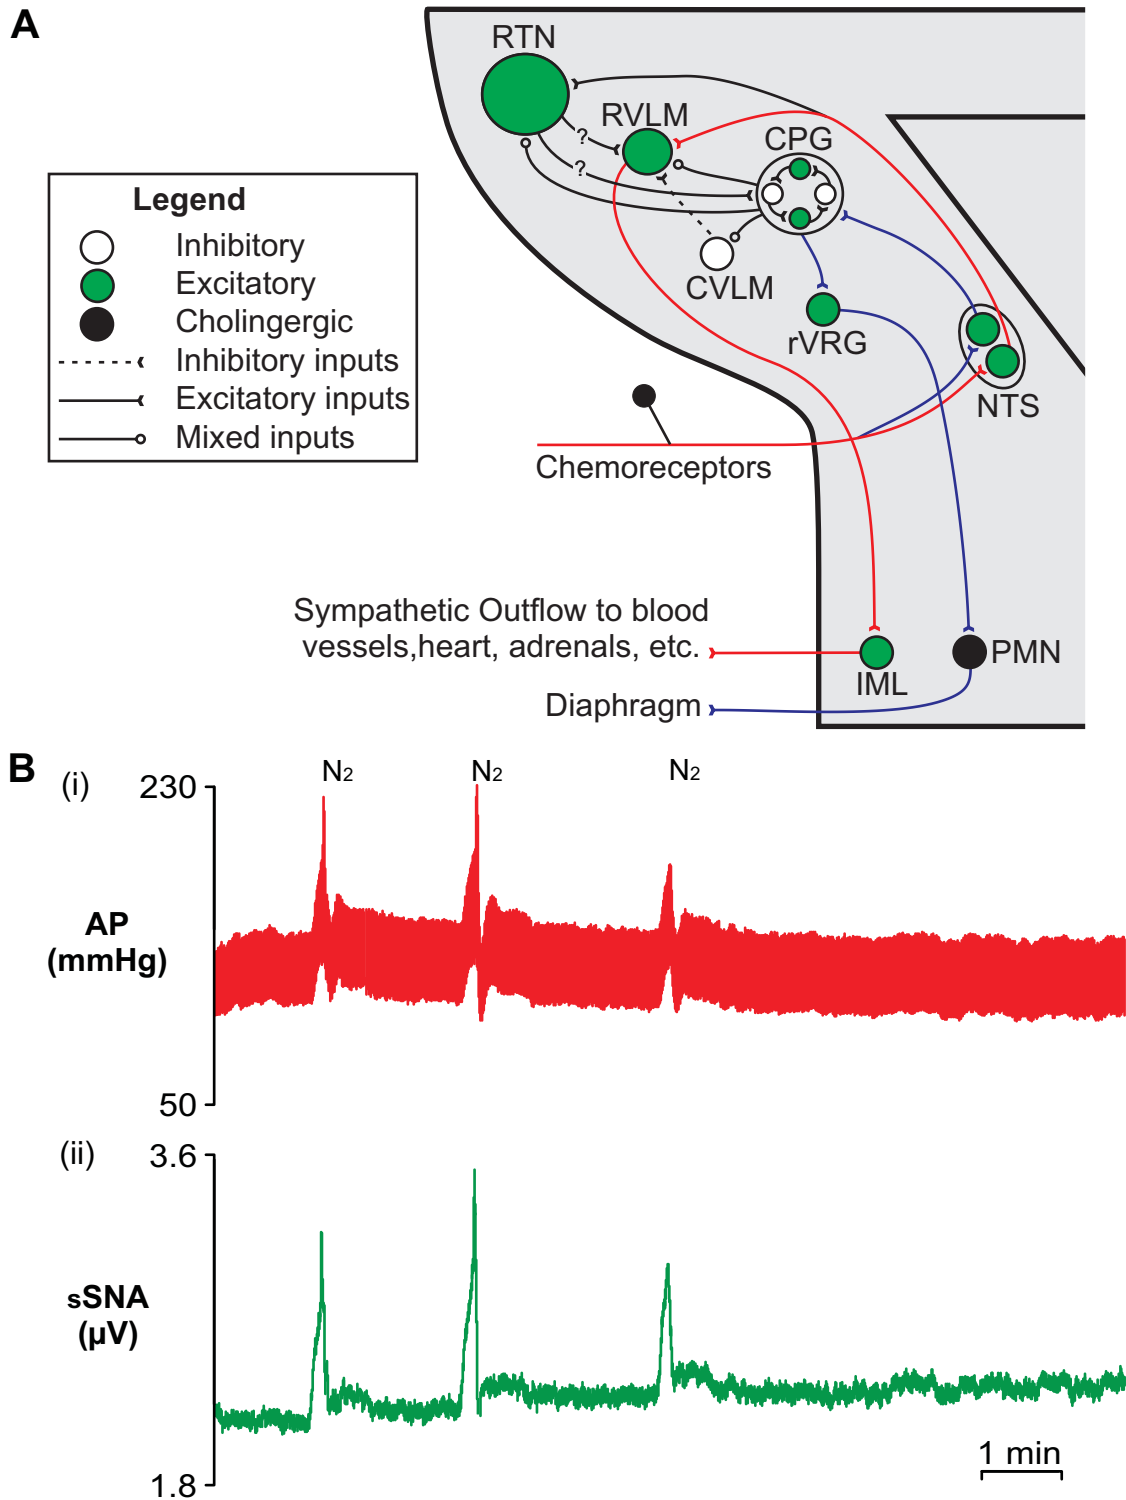 A
RTN
RVLM
CPG
?
?
Legend
Inhibitory
Excitatory
Cholingergic
Inhibitory inputs
Excitatory inputs
Mixed inputs
CVLM
rVRG
NTS
Chemoreceptors
Sympathetic Outflow to blood
vessels,heart, adrenals, etc.
IML
PMN
Diaphragm
B
(i)
230
N2
N2
N2
AP
(mmHg)
50
(ii)
3.6
sSNA
(µV)
1.8
1 min